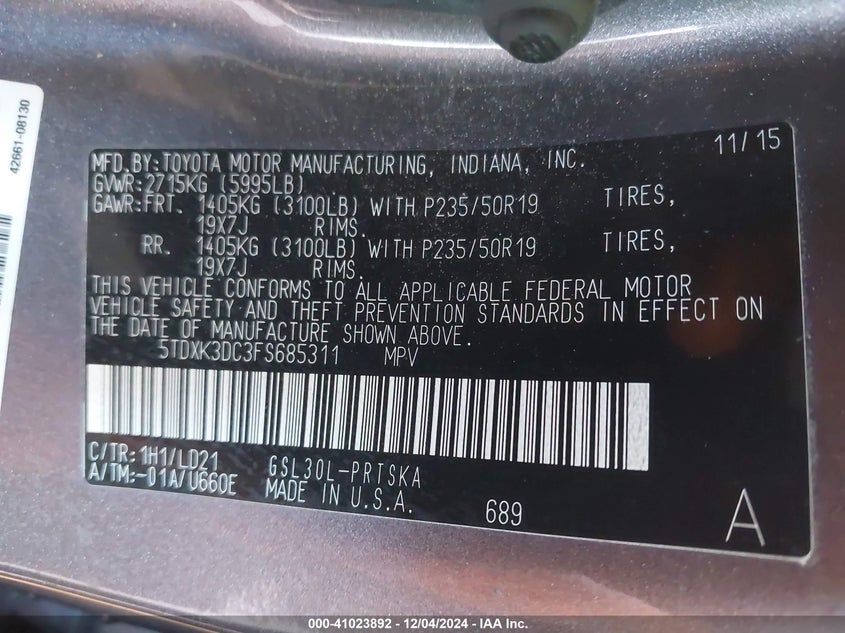 42661-08130
MFD.BY:TOYOTA MOTOR MANUFACTURING, INDIANA, INC. 11/15
GVWR:2715KG (5995LB)
GAWR:FRT. 1405KG (3100LB) WITH P235/50R19 TIRES,
19X7J RIMS.
RR. 1405KG (3100LB) WITH P235/50R19 TIRES,
19X7J RIMS.
THIS VEHICLE CONFORMS TO ALL APPLICABLE FEDERAL MOTOR
VEHICLE SAFETY AND THEFT PREVENTION STANDARDS IN EFFECT ON
THE DATE OF MANUFACTURE SHOWN ABOVE.
5TDXK3DC3FS685311 MPV
C/TR:1H1/LD21 GSL30L-PRTSKA
A/TM:-01A/U660E MADE IN U.S.A.
689 A
000-41023892 - 12/04/2024 - IAA Inc.